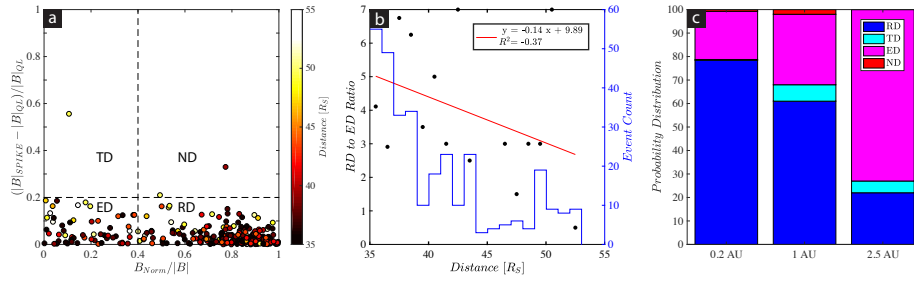 a
(|B|SPIKE − |B|QL)/|B|QL
1
0.8
0.6
0.4
0.2
0
TD
ND
ED
RD
0
0.2
0.4
0.6
0.8
1
BNorm/|B|
55
50
45
40
35
Distance [RS]
b
RD to ED Ratio
7
6
5
4
3
2
1
0
y = -0.14 x + 9.89
R²= -0.37
60
50
40
30
20
10
0
Event Count
35
40
45
50
55
Distance [RS]
c
Probability Distribution
100
90
80
70
60
50
40
30
20
10
0
RD
TD
ED
ND
0.2 AU
1 AU
2.5 AU